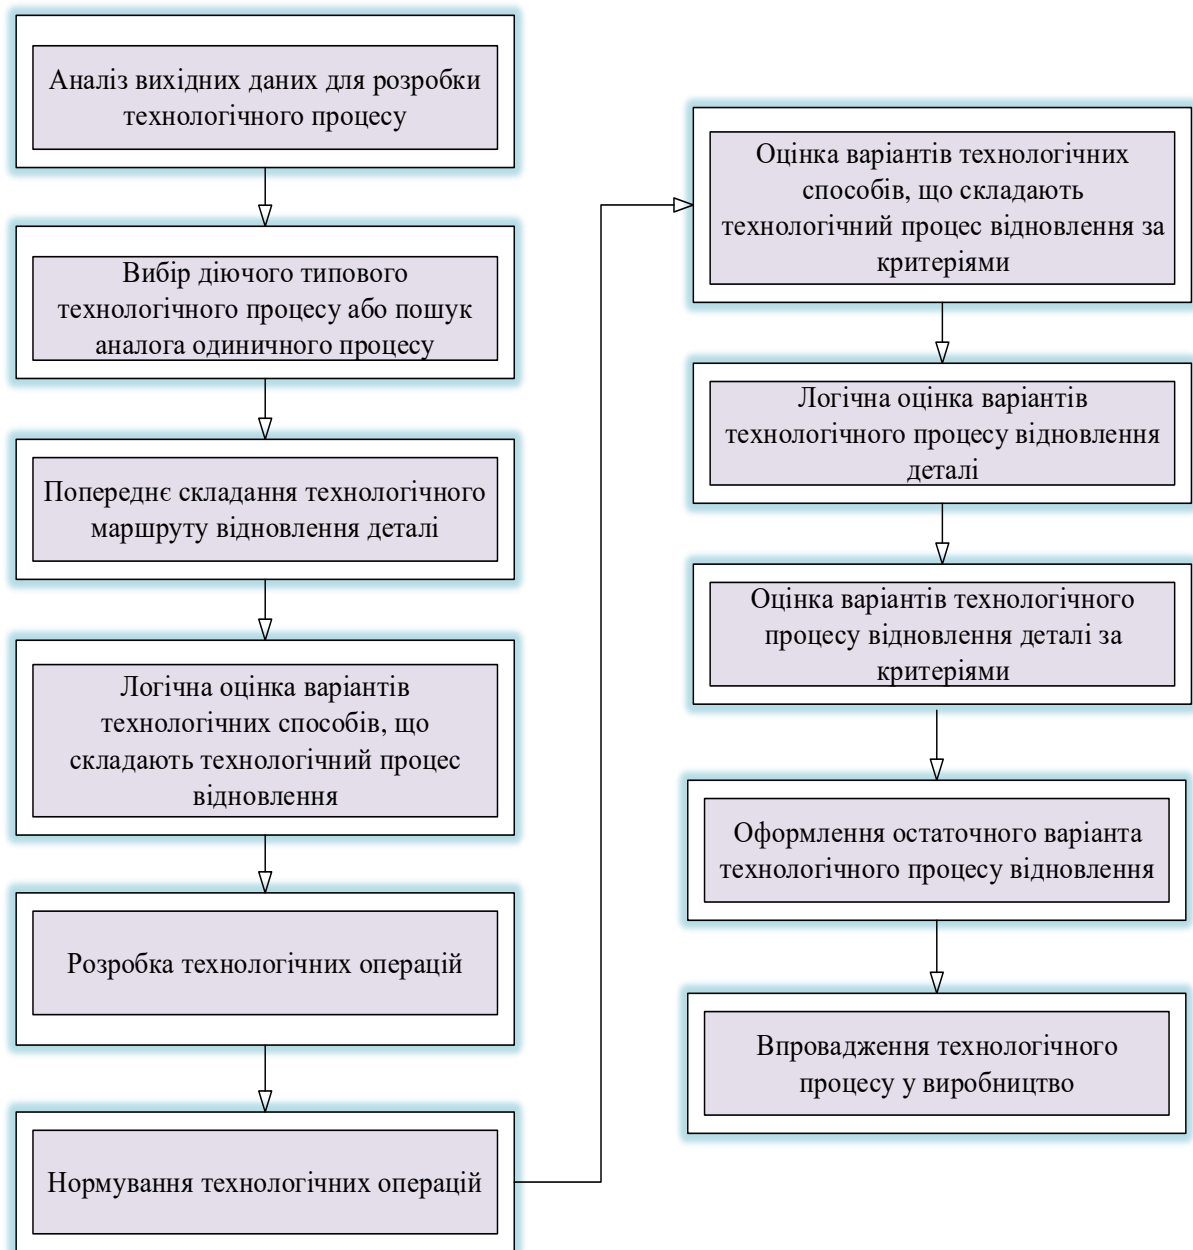 Аналіз вихідних даних для розробки
технологічного процесу
Вибір діючого типового
технологічного процесу або пошук
аналога одиничного процесу
Попереднє складання технологічного
маршруту відновлення деталі
Логічна оцінка варіантів
технологічних способів, що
складають технологічний процес
відновлення
Розробка технологічних операцій
Нормування технологічних операцій
Оцінка варіантів технологічних
способів, що складають
технологічний процес відновлення за
критеріями
Логічна оцінка варіантів
технологічного процесу відновлення
деталі
Оцінка варіантів технологічного
процесу відновлення деталі за
критеріями
Оформлення остаточного варіанта
технологічного процесу відновлення
Впровадження технологічного
процесу у виробництво